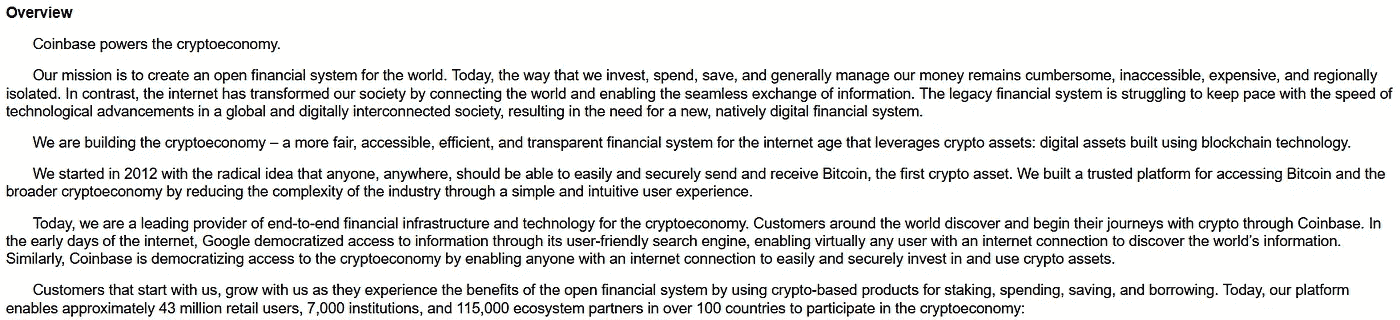 Overview
Coinbase powers the cryptoeconomy.
Our mission is to create an open financial system for the world. Today, the way that we invest, spend, save, and generally manage our money remains cumbersome, inaccessible, expensive, and regionally
isolated. In contrast, the internet has transformed our society by connecting the world and enabling the seamless exchange of information. The legacy financial system is struggling to keep pace with the speed of
technological advancements in a global and digitally interconnected society, resulting in the need for a new, natively digital financial system.
We are building the cryptoeconomy – a more fair, accessible, efficient, and transparent financial system for the internet age that leverages crypto assets: digital assets built using blockchain technology.
We started in 2012 with the radical idea that anyone, anywhere, should be able to easily and securely send and receive Bitcoin, the first crypto asset. We built a trusted platform for accessing Bitcoin and the
broader cryptoeconomy by reducing the complexity of the industry through a simple and intuitive user experience.
Today, we are a leading provider of end-to-end financial infrastructure and technology for the cryptoeconomy. Customers around the world discover and begin their journeys with crypto through Coinbase. In
the early days of the internet, Google democratized access to information through its user-friendly search engine, enabling virtually any user with an internet connection to discover the world's information.
Similarly, Coinbase is democratizing access to the cryptoeconomy by enabling anyone with an internet connection to easily and securely invest in and use crypto assets.
Customers that start with us, grow with us as they experience the benefits of the open financial system by using crypto-based products for staking, spending, saving, and borrowing. Today, our platform
enables approximately 43 million retail users, 7,000 institutions, and 115,000 ecosystem partners in over 100 countries to participate in the cryptoeconomy: